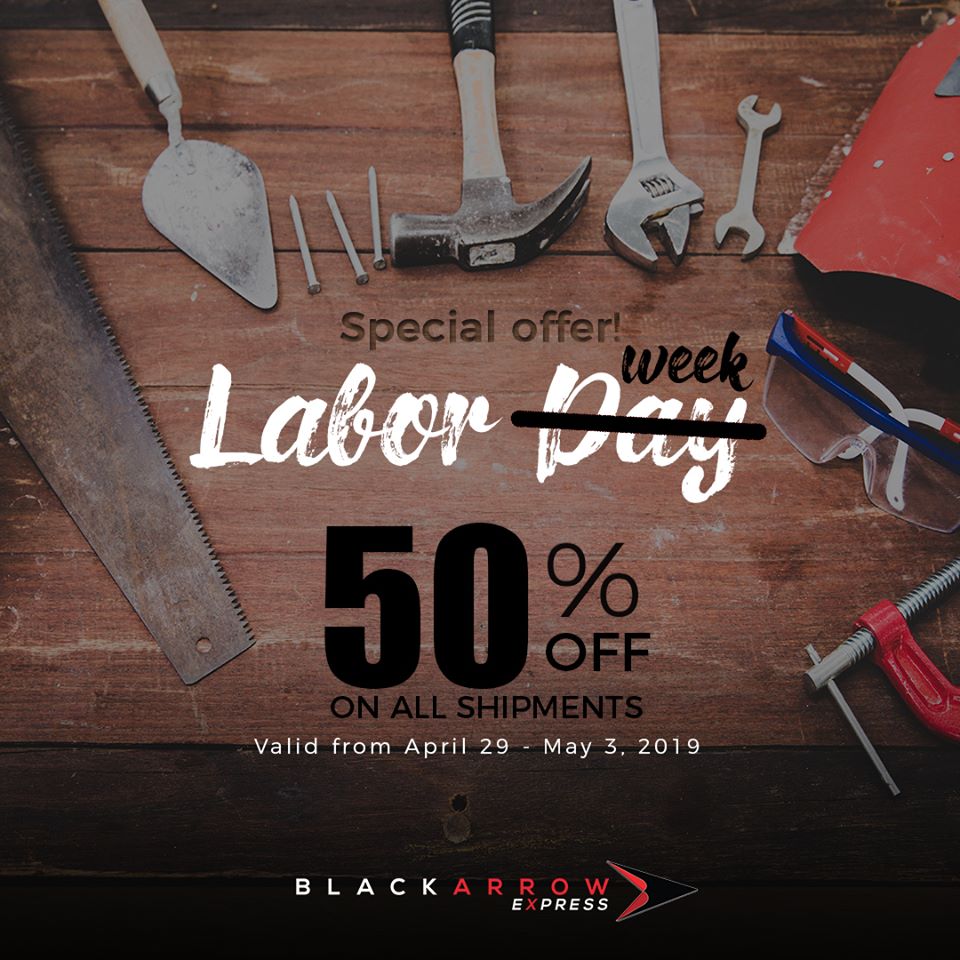 Special offer!
week
Labor Day
50%
OFF
ON ALL SHIPMENTS
Valid from April 29 - May 3, 2019
BLACKARROW
EXPRESS